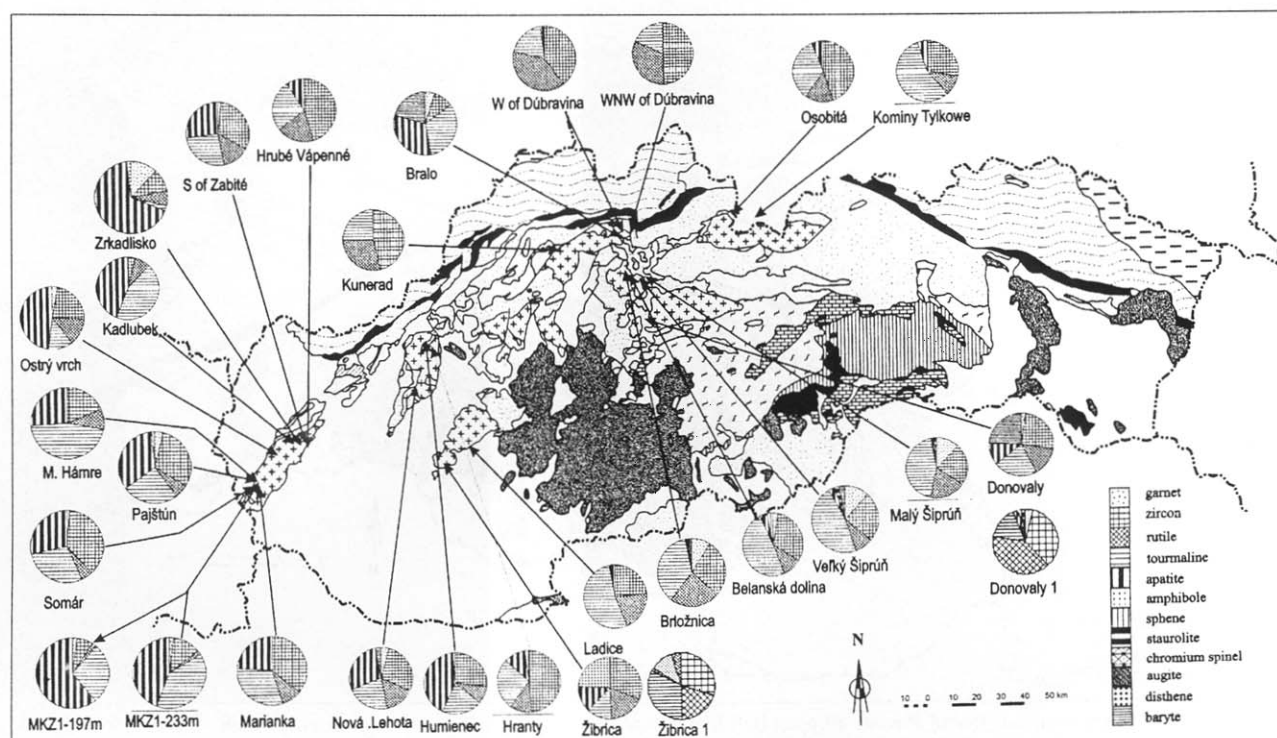 W of Dúbravina
WNW of Dúbravina
Osobitá
Kominy Tylkowe
Hrubé Vápenné
S of Zabité
Bralo
Zrkadlisko
Kunerad
Kadlubek
Ostrý vrch
M. Hámre
Pajštún
Somár
MKZ1-197m
MKZ1-233m
Marianka
Nová .Lehota
Humienec
Hranty
Žibrica
Žibrica 1
Ladice
Brložnica
Belanská dolina
Veľký Šiprúň
Malý Šiprúň
Donovaly
Donovaly 1
garnet
zircon
rutile
tourmaline
apatite
amphibole
sphene
staurolite
chromium spinel
augite
disthene
baryte
N
10 0 10 20 30 40 50 km